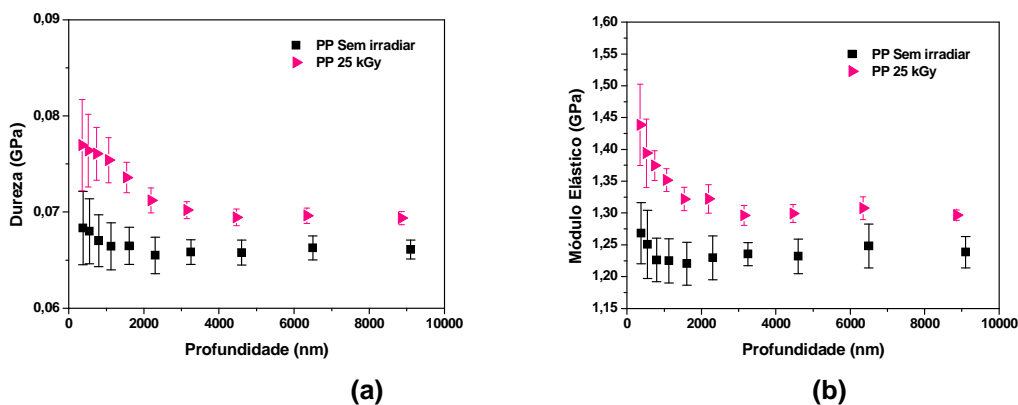 0,09
0,08
0,07
0,06
Dureza (GPa)
PP Sem irradiar
PP 25 kGy
0 2000 4000 6000 8000 10000
Profundidade (nm)
(a)
1,60
1,55
1,50
1,45
1,40
1,35
1,30
1,25
1,20
1,15
Módulo Elástico (GPa)
PP Sem irradiar
PP 25 kGy
0 2000 4000 6000 8000 10000
Profundidade (nm)
(b)